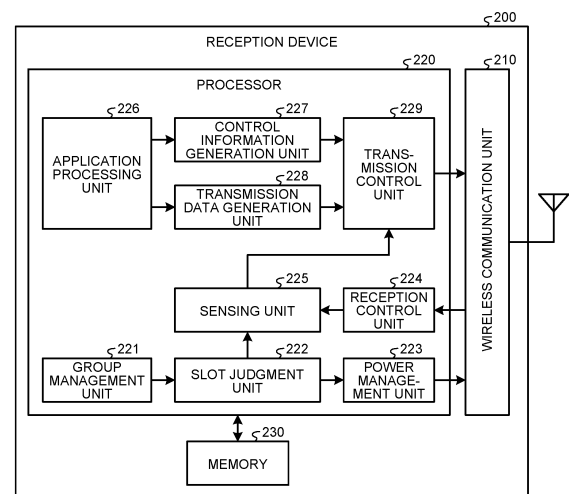 200
RECEPTION DEVICE
220
210
PROCESSOR
226
227
229
APPLICATION
PROCESSING
UNIT
CONTROL
INFORMATION
GENERATION UNIT
TRANS-
MISSION
CONTROL
UNIT
228
TRANSMISSION
DATA GENERATION
UNIT
WIRELESS COMMUNICATION UNIT
225
224
SENSING UNIT
RECEPTION
CONTROL
UNIT
221
222
223
GROUP
MANAGEMENT
UNIT
SLOT JUDGMENT
UNIT
POWER
MANAGE-
MENT UNIT
230
MEMORY